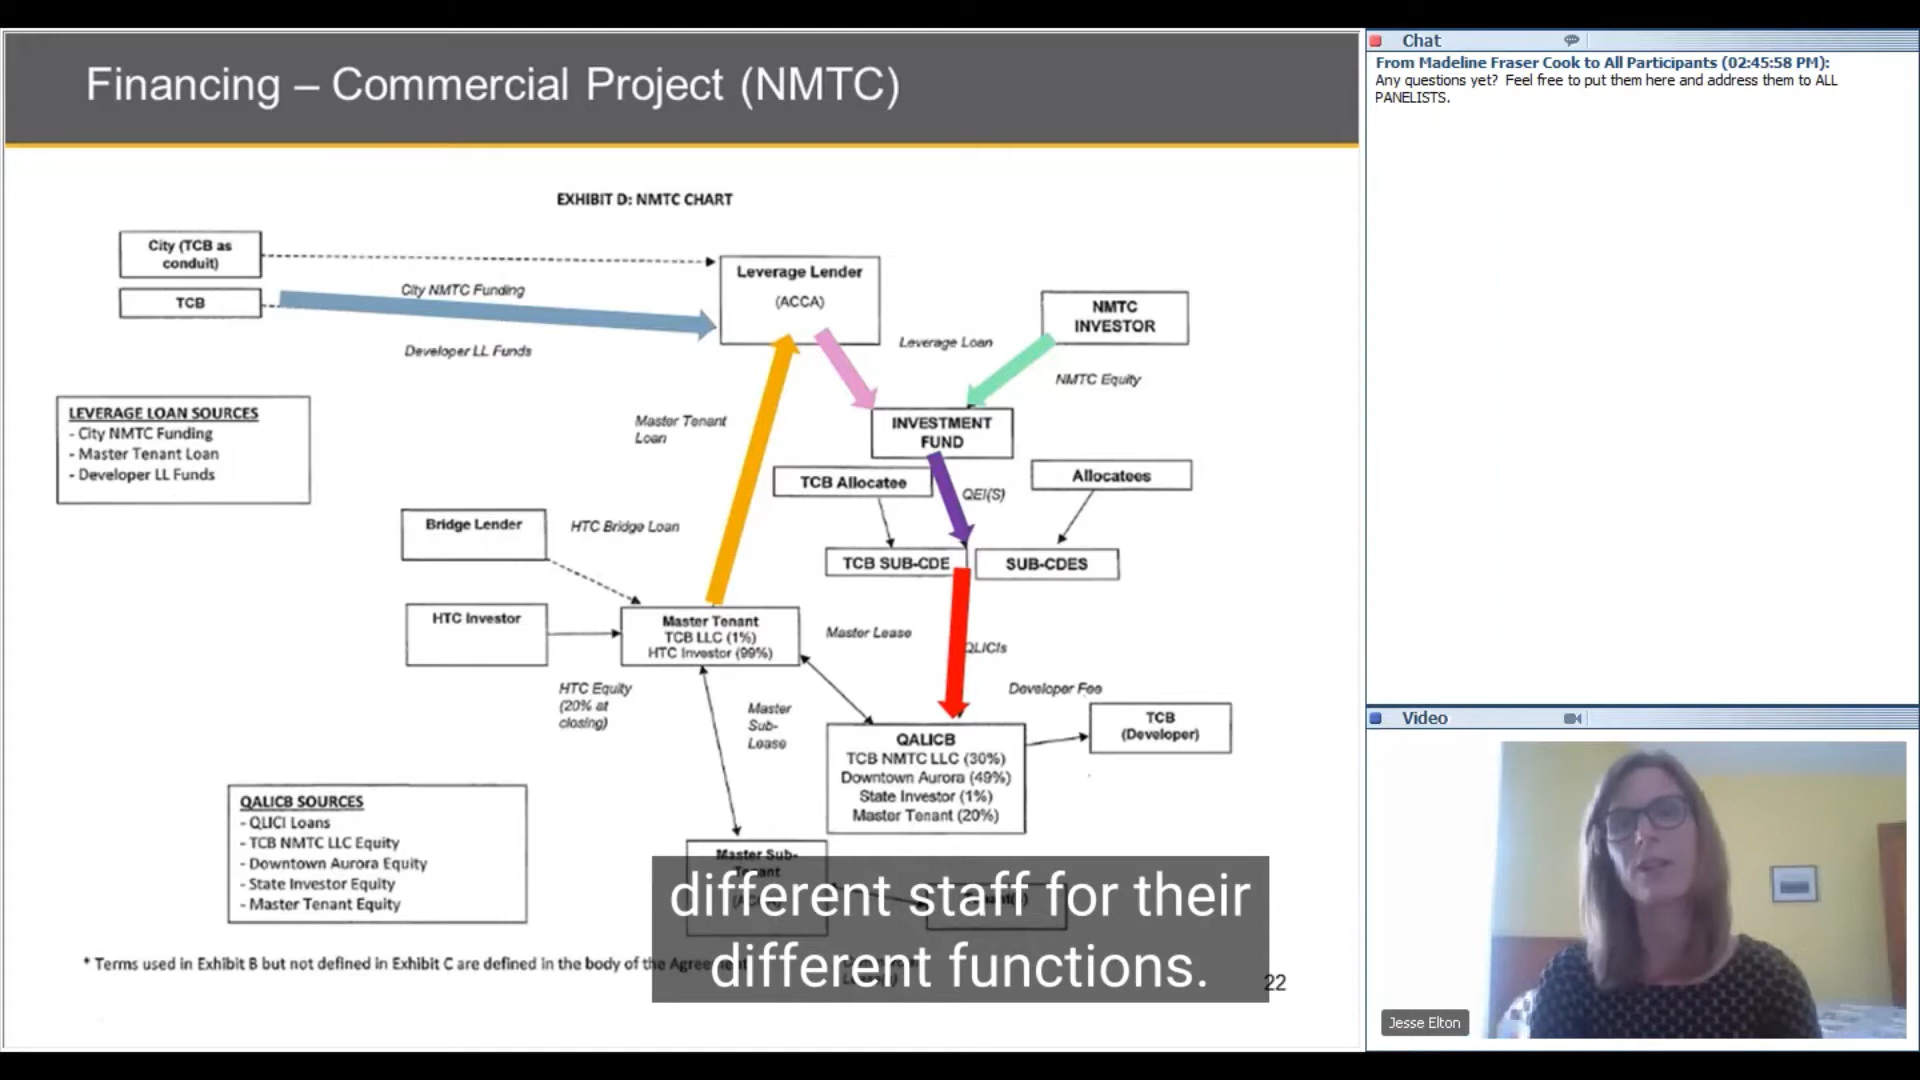 Financing – Commercial Project (NMTC)
EXHIBIT D: NMTC CHART
City (TCB as
conduit)
TCB
City NMTC Funding
Developer LL Funds
Leverage Lender
(ACCA)
NMTC
INVESTOR
Leverage Loan
NMTC Equity
LEVERAGE LOAN SOURCES
- City NMTC Funding
- Master Tenant Loan
- Developer LL Funds
Master Tenant
Loan
INVESTMENT
FUND
TCB Allocatee
QEI(S)
Allocatees
Bridge Lender
HTC Bridge Loan
TCB SUB-CDE
SUB-CDES
HTC Investor
Master Tenant
TCB LLC (1%)
HTC Investor (99%)
Master Lease
QLICIs
HTC Equity
(20% at
closing)
Master
Sub-
Lease
Developer Fee
TCB
(Developer)
QALICB
TCB NMTC LLC (30%)
Downtown Aurora (49%)
State Investor (1%)
Master Tenant (20%)
QALICB SOURCES
- QLICI Loans
- TCB NMTC LLC Equity
- Downtown Aurora Equity
- State Investor Equity
- Master Tenant Equity
Master Sub-
Tenant
* Terms used in Exhibit B but not defined in Exhibit C are defined in the body of the Agreement
22
different staff for their
different functions.
Chat
From Madeline Fraser Cook to All Participants (02:45:58 PM):
Any questions yet? Feel free to put them here and address them to ALL
PANELISTS.
Video
Jesse Elton